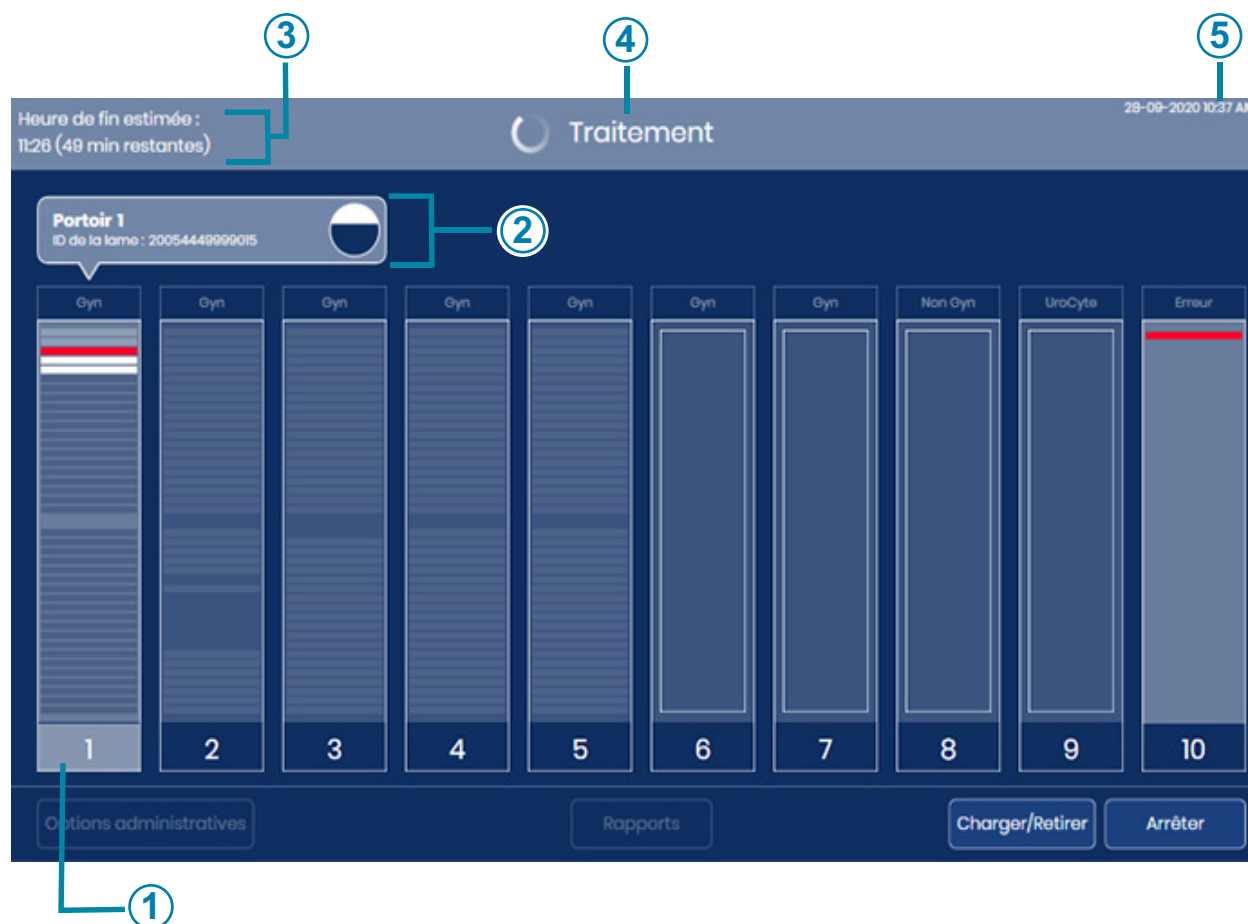 3
4
5
Heure de fin estimée :
11:26 (49 min restantes)
Traitement
28-09-2020 10:37 AM
Portoir 1
ID de la lame : 20054449999015
2
Gyn
Gyn
Gyn
Gyn
Gyn
Gyn
Gyn
Non Gyn
UroCyte
Erreur
1
2
3
4
5
6
7
8
9
10
Options administratives
Rapports
Charger/Retirer
Arrêter
1